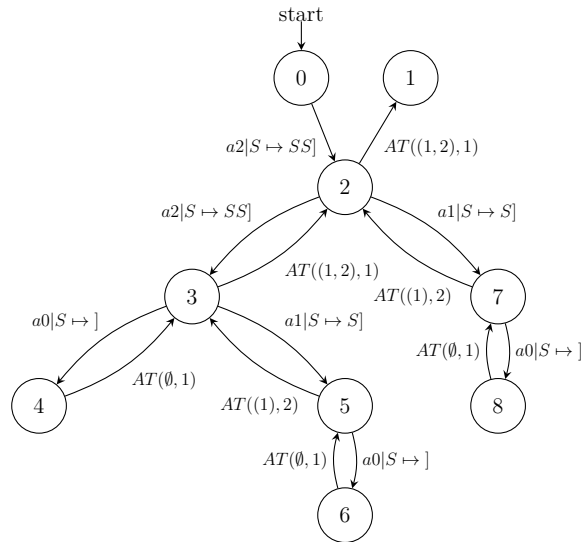 start
0
1
a2|S ↦ SS]
AT((1, 2), 1)
2
a2|S ↦ SS]
a1|S ↦ S]
AT((1, 2), 1)
AT((1), 2)
3
7
a0|S ↦ ]
a1|S ↦ S]
AT(∅, 1)
a0|S ↦ ]
AT(∅, 1)
AT((1), 2)
4
5
8
AT(∅, 1)
a0|S ↦ ]
6